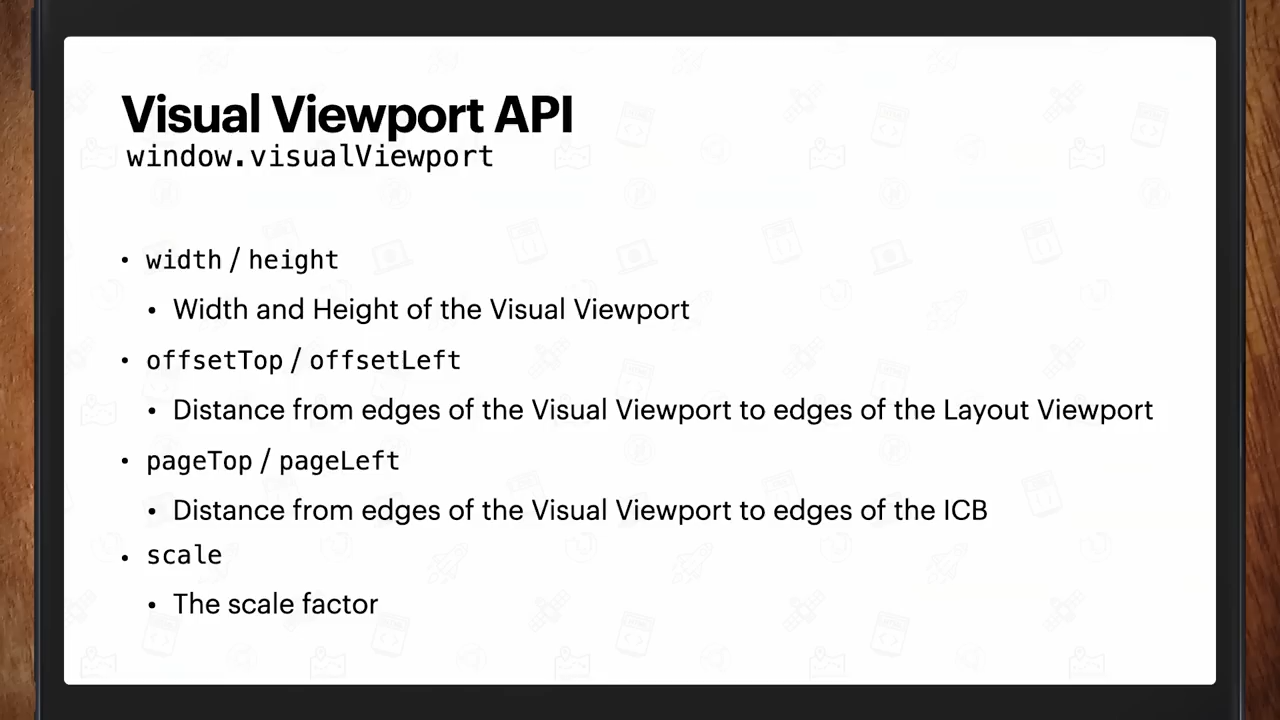 Visual Viewport API
window.visualViewport
• width / height
• Width and Height of the Visual Viewport
• offsetTop / offsetLeft
• Distance from edges of the Visual Viewport to edges of the Layout Viewport
• pageTop / pageLeft
• Distance from edges of the Visual Viewport to edges of the ICB
• scale
• The scale factor